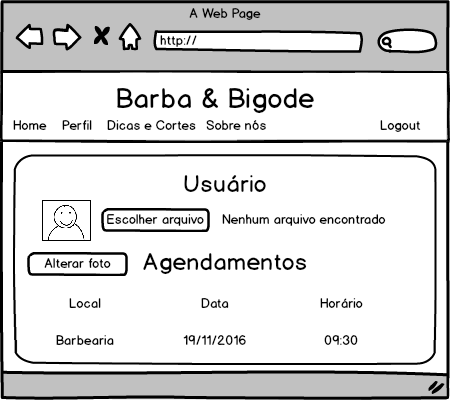 A Web Page
http://
Barba & Bigode
Home Perfil Dicas e Cortes Sobre nós Logout
Usuário
Escolher arquivo Nenhum arquivo encontrado
Alterar foto Agendamentos
Local Data Horário
Barbearia 19/11/2016 09:30